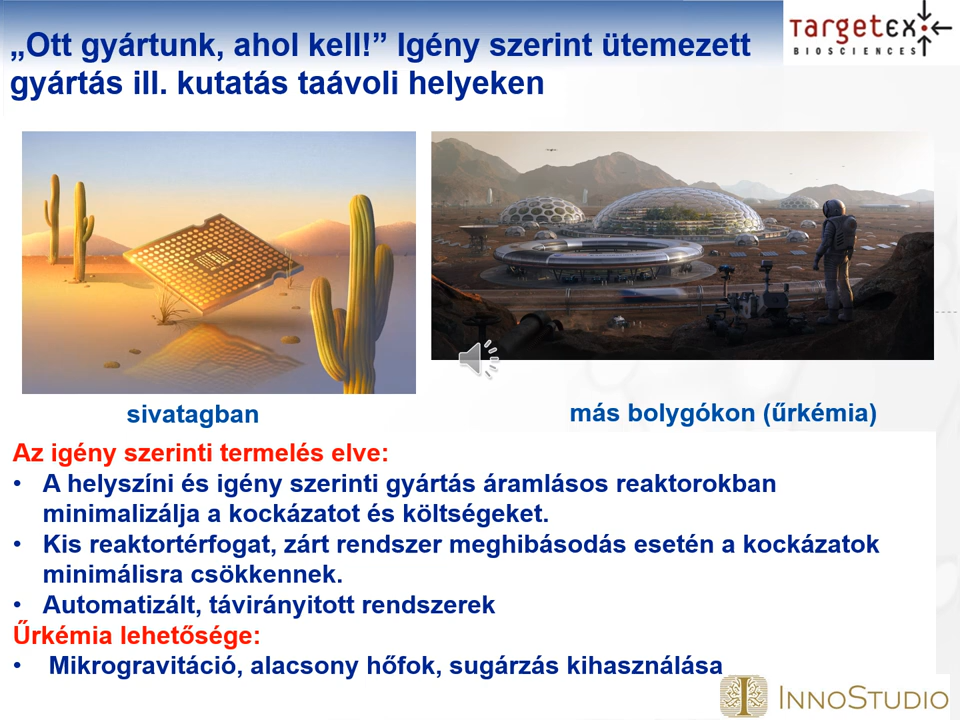 „Ott gyártunk, ahol kell!” Igény szerint ütemezett
gyártás ill. kutatás taávoli helyeken
TARGETEX
BIOSCIENCES
sivatagban
más bolygókon (űrkémia)
Az igény szerinti termelés elve:
• A helyszíni és igény szerinti gyártás áramlásos reaktorokban
minimalizálja a kockázatot és költségeket.
• Kis reaktortérfogat, zárt rendszer meghibásodás esetén a kockázatok
minimálisra csökkennek.
• Automatizált, távirányitott rendszerek
Űrkémia lehetősége:
• Mikrogravitáció, alacsony hőfok, sugárzás kihasználása
INNOSTUDIO